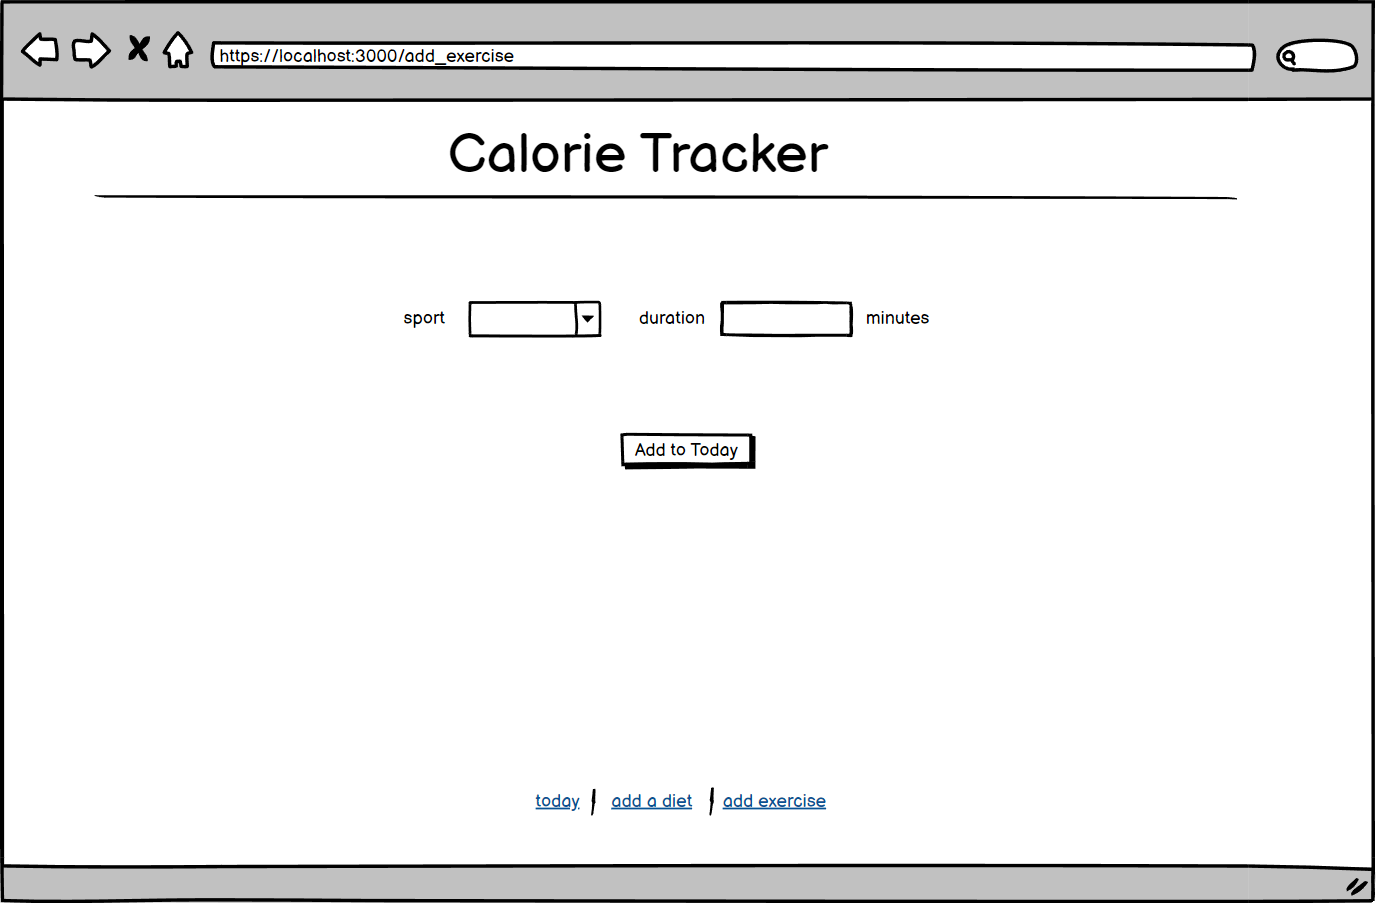 https://localhost:3000/add_exercise
Calorie Tracker
sport duration minutes
Add to Today
today add a diet add exercise